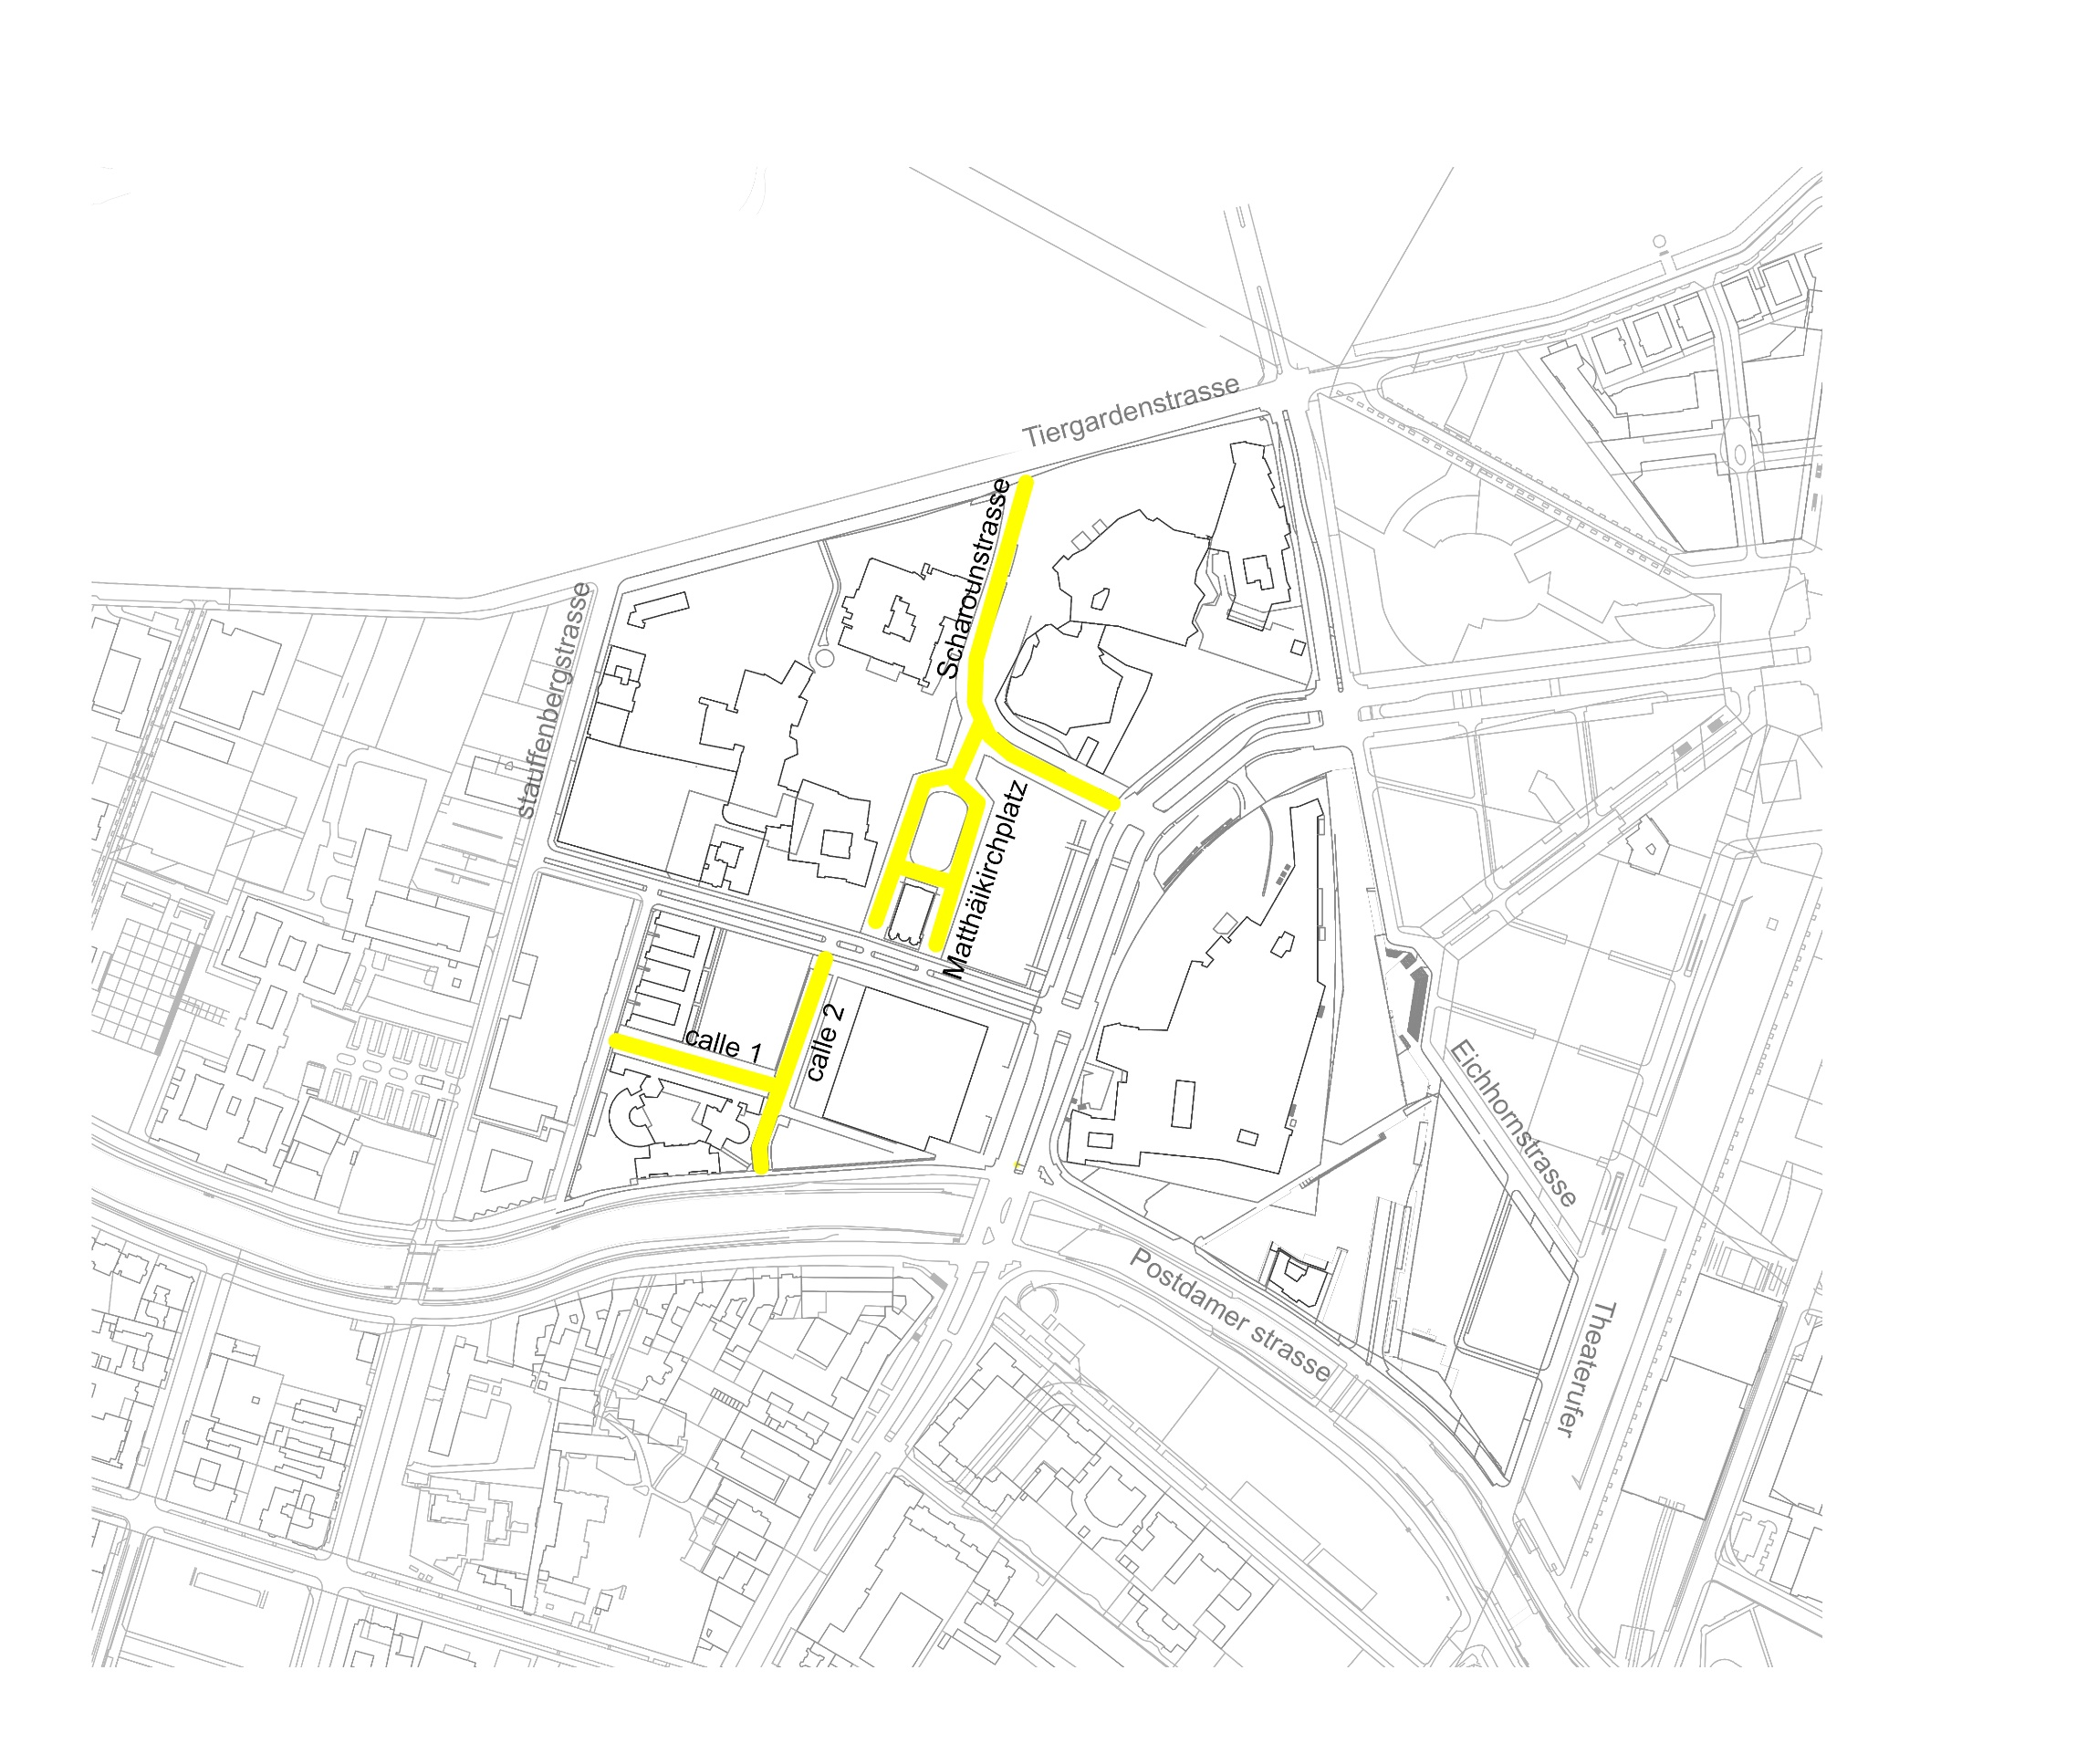 Tiergardenstrasse
Scharounstrasse
stauffenbergstrasse
Matthäikirchplatz
calle 1
calle 2
Eichhornstrasse
Postdamer strasse
Theaterufer